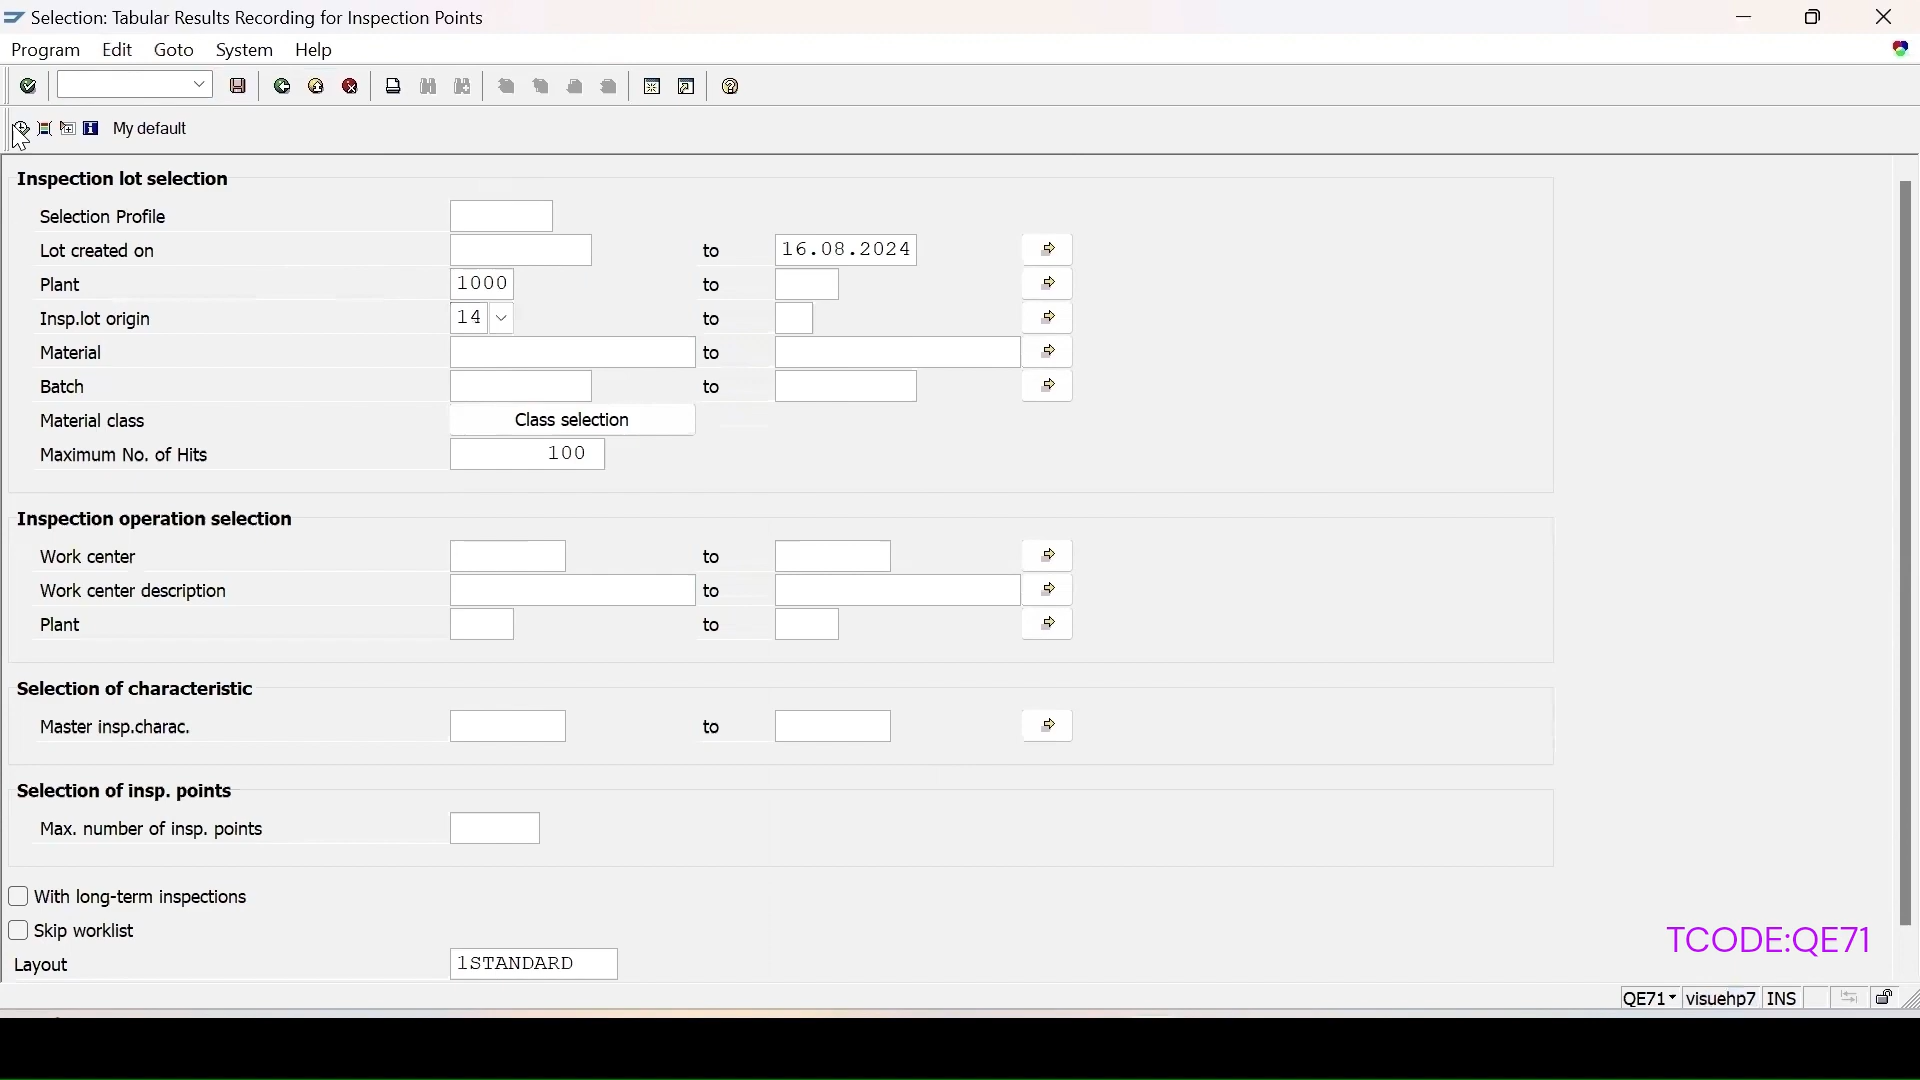 Selection: Tabular Results Recording for Inspection Points
Program Edit Goto System Help
My default
Inspection lot selection
Selection Profile
Lot created on to 16.08.2024
Plant 1000 to
Insp.lot origin 14 to
Material to
Batch to
Material class Class selection
Maximum No. of Hits 100
Inspection operation selection
Work center to
Work center description to
Plant to
Selection of characteristic
Master insp.charac. to
Selection of insp. points
Max. number of insp. points
With long-term inspections
Skip worklist
TCODE:QE71
Layout 1STANDARD
QE71 visuehp7 INS